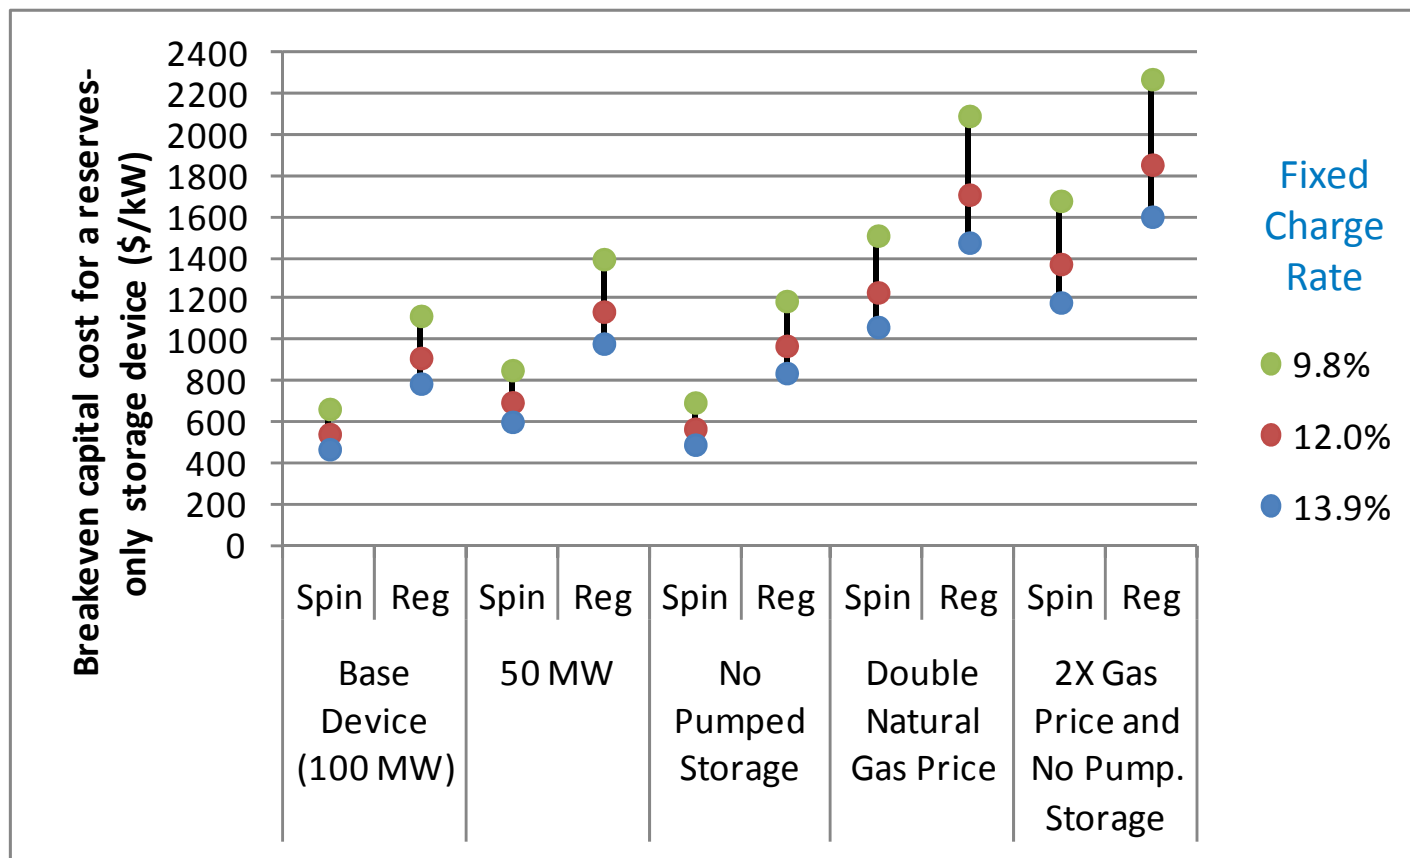 Breakeven capital cost for a reserves-
only storage device ($/kW)
2400
2200
2000
1800
1600
1400
1200
1000
800
600
400
200
0
Spin Reg Spin Reg Spin Reg Spin Reg Spin Reg
Base
Device
(100 MW)
50 MW
No
Pumped
Storage
Double
Natural
Gas Price
2X Gas
Price and
No Pump.
Storage
Fixed
Charge
Rate
9.8%
12.0%
13.9%